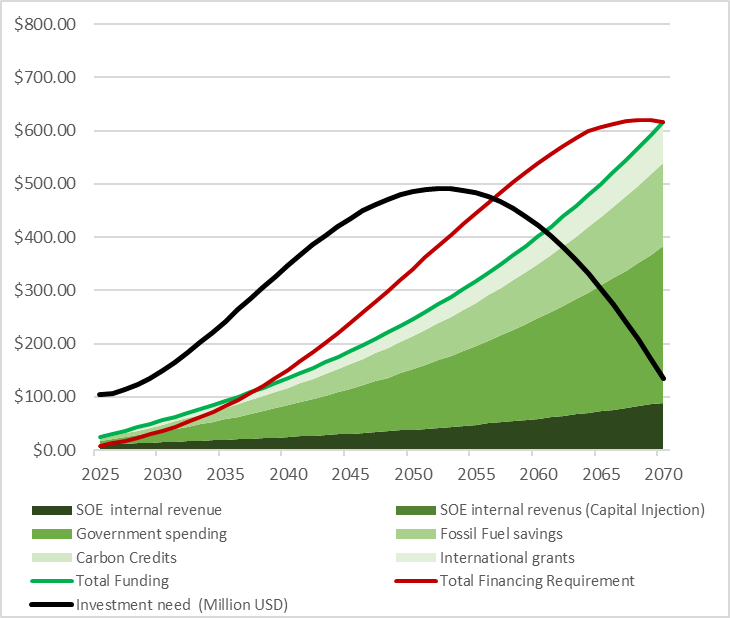 $800.00
$700.00
$600.00
$500.00
$400.00
$300.00
$200.00
$100.00
$0.00
2025 2030 2035 2040 2045 2050 2055 2060 2065 2070
SOE internal revenue
SOE internal revenus (Capital Injection)
Government spending
Fossil Fuel savings
Carbon Credits
International grants
Total Funding
Total Financing Requirement
Investment need (Million USD)